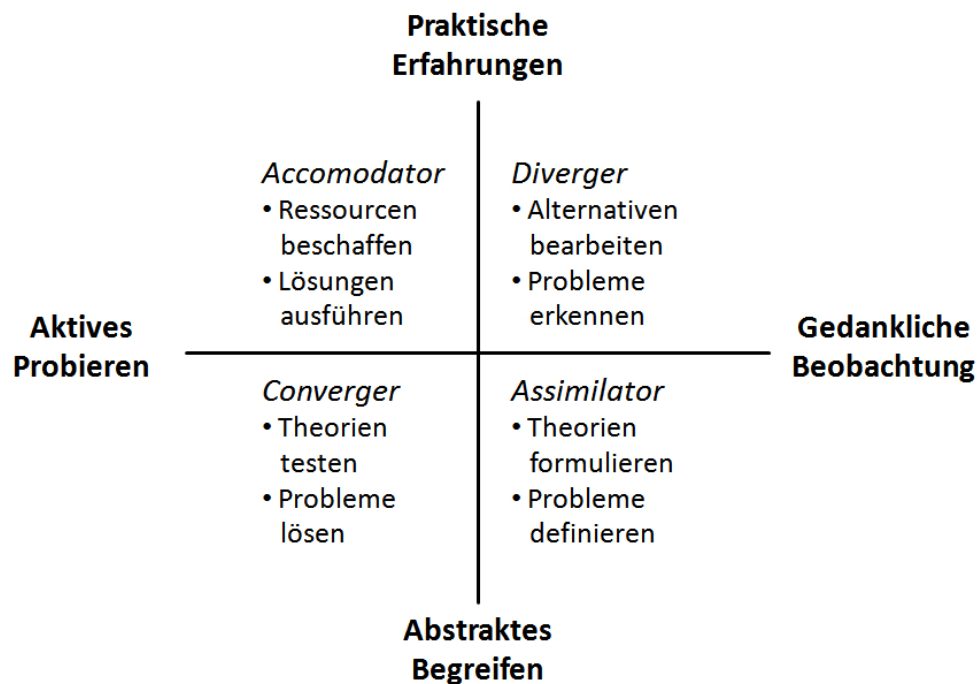 Praktische
Erfahrungen
Accomodator
• Ressourcen
beschaffen
• Lösungen
ausführen
Diverger
• Alternativen
bearbeiten
• Probleme
erkennen
Aktives
Probieren
Gedankliche
Beobachtung
Converger
• Theorien
testen
• Probleme
lösen
Assimilator
• Theorien
formulieren
• Probleme
definieren
Abstraktes
Begreifen